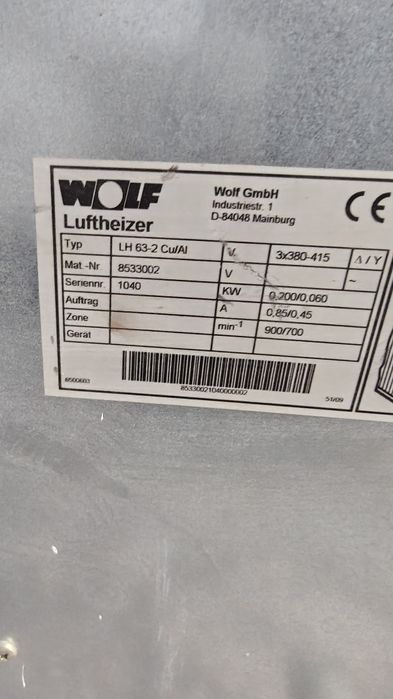 WOLF
Wolf GmbH
Industriestr. 1
D-84048 Mainburg
CE
Luftheizer
Typ LH 63-2 Cu/Al V 3x380-415 Δ / Y
Mat.-Nr 8533002 V ~
Seriennr. 1040 KW 0,200/0,060
Auftrag A 0,85/0,45
Zone min-1 900/700
Gerät
85330021040000002
51/09